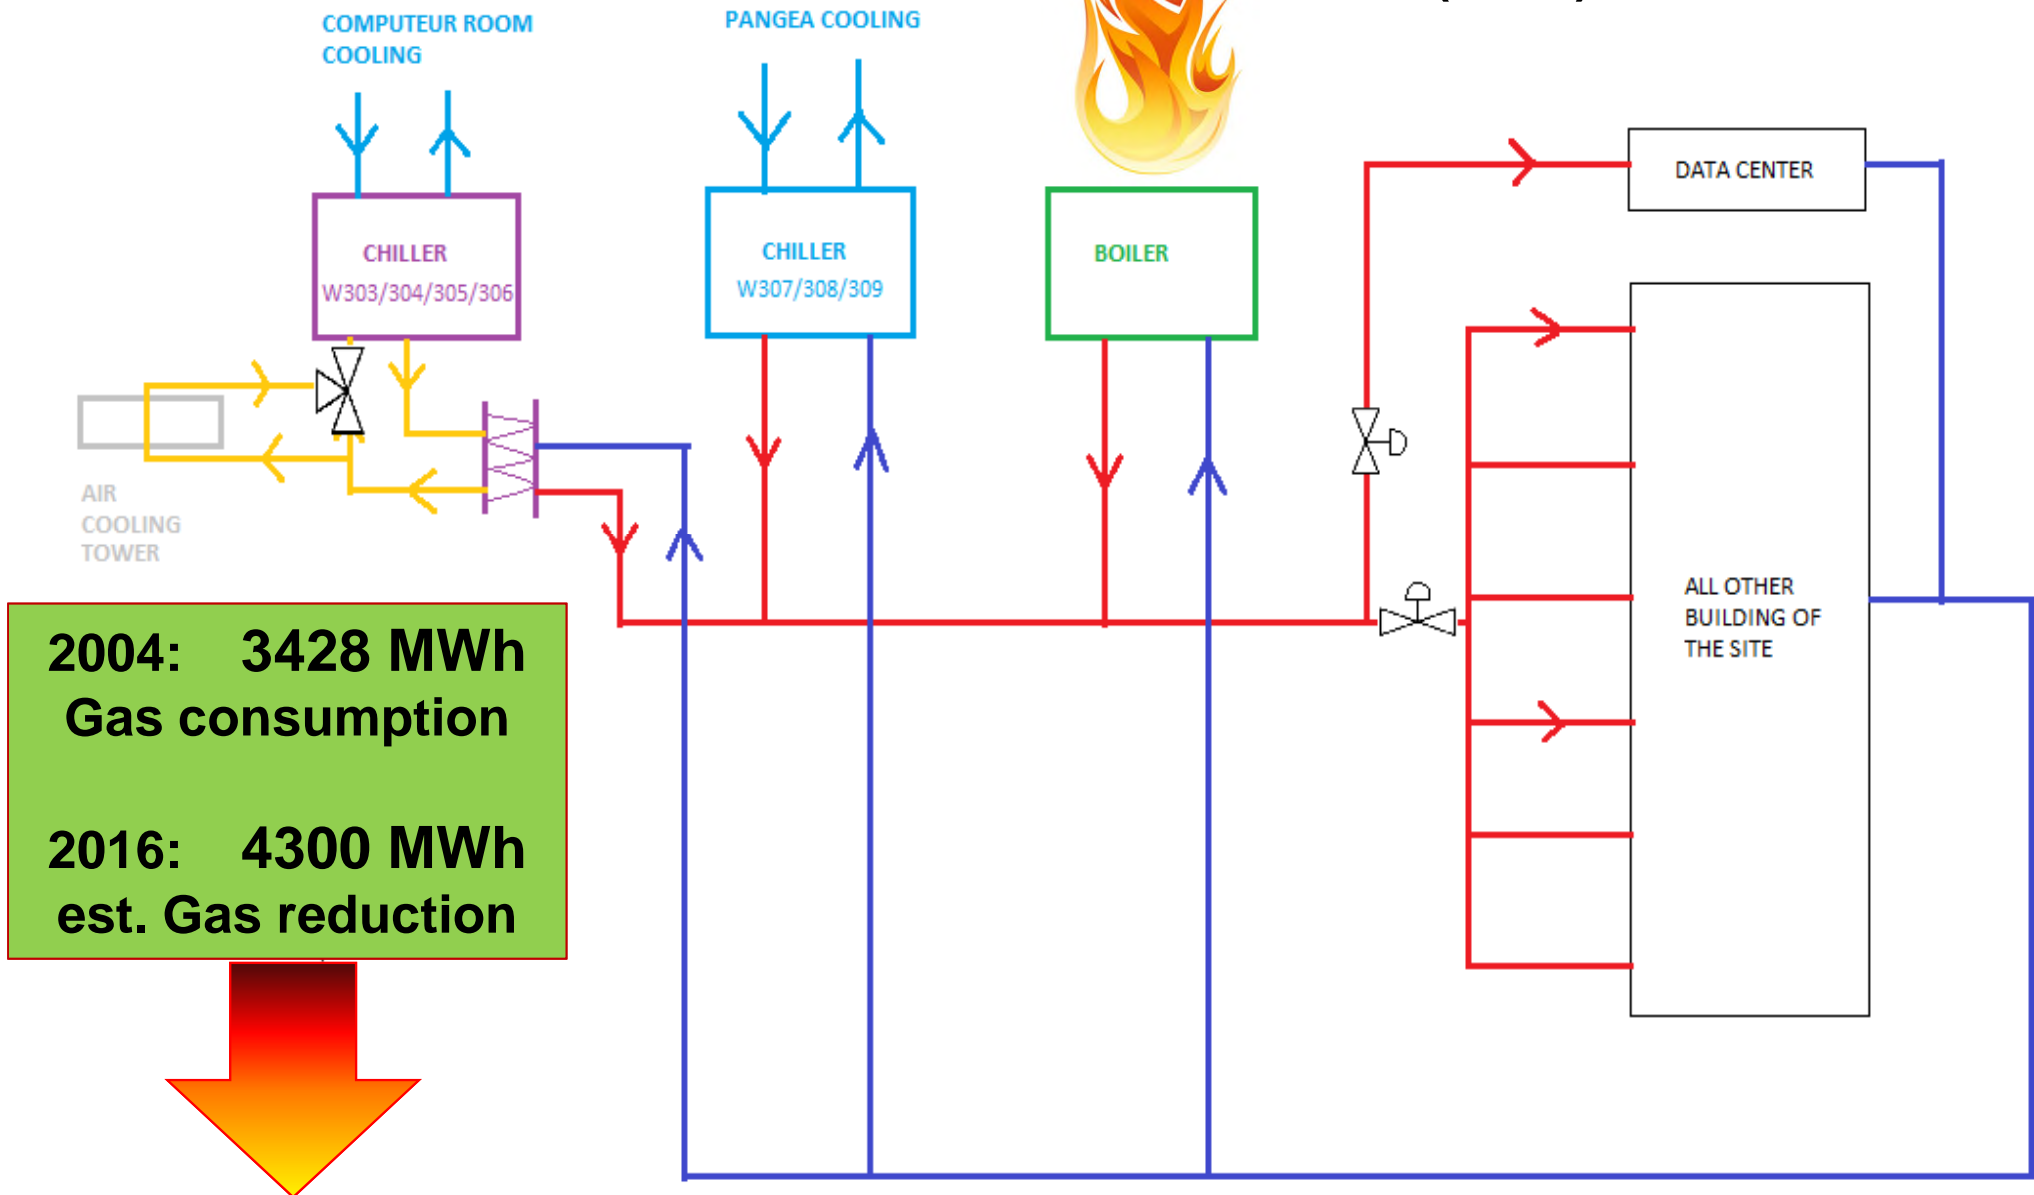 COMPUTEUR ROOM
COOLING
PANGEA COOLING
CHILLER
W303/304/305/306
CHILLER
W307/308/309
BOILER
DATA CENTER
AIR
COOLING
TOWER
ALL OTHER
BUILDING OF
THE SITE
2004: 3428 MWh
Gas consumption
2016: 4300 MWh
est. Gas reduction